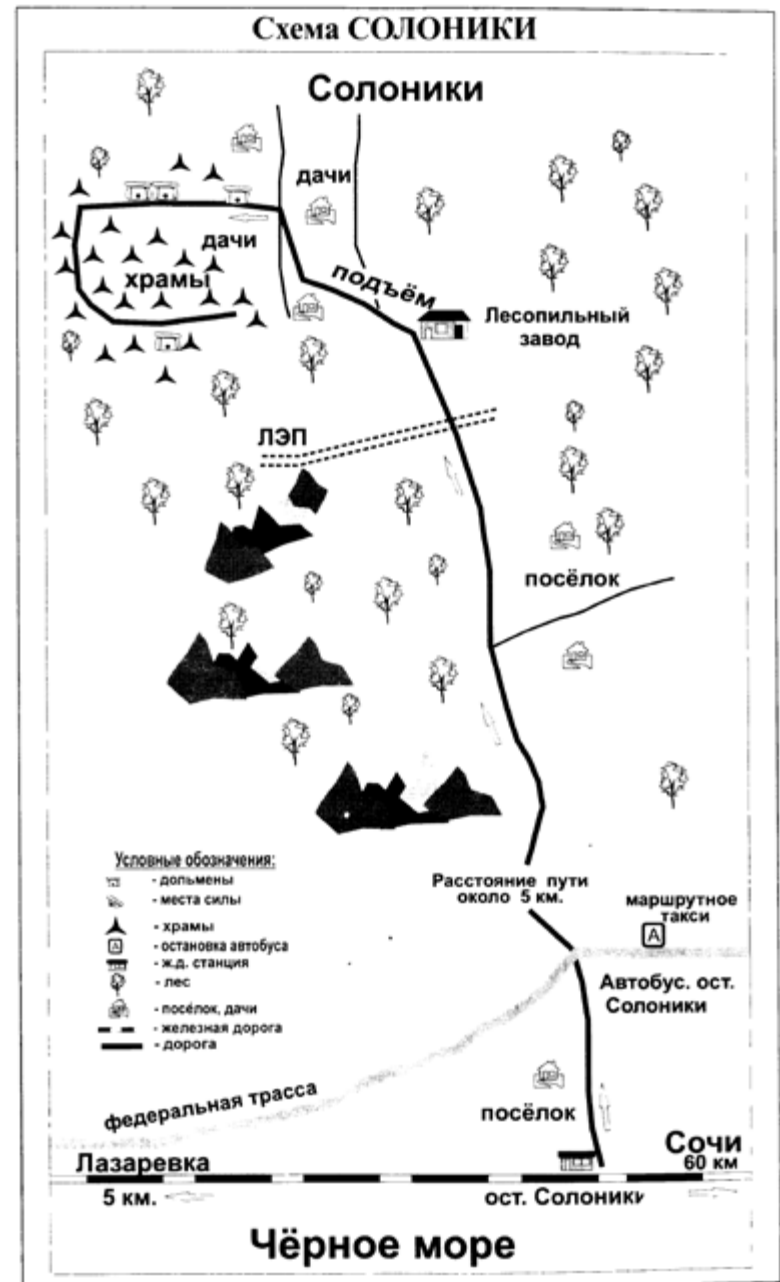 Схема СОЛОНИКИ
Солоники
дачи
дачи
храмы
подъём
Лесопильный
завод
ЛЭП
посёлок
Условные обозначения:
- дольмены
- места силы
- храмы
А
- остановка автобуса
- ж.д. станция
- лес
- посёлок, дачи
- железная дорога
- дорога
Расстояние пути
около 5 км.
маршрутное
такси
А
Автобус. ост.
Солоники
федеральная трасса
посёлок
Лазаревка
Сочи
60 км
5 км.
ост. Солоники
Чёрное море